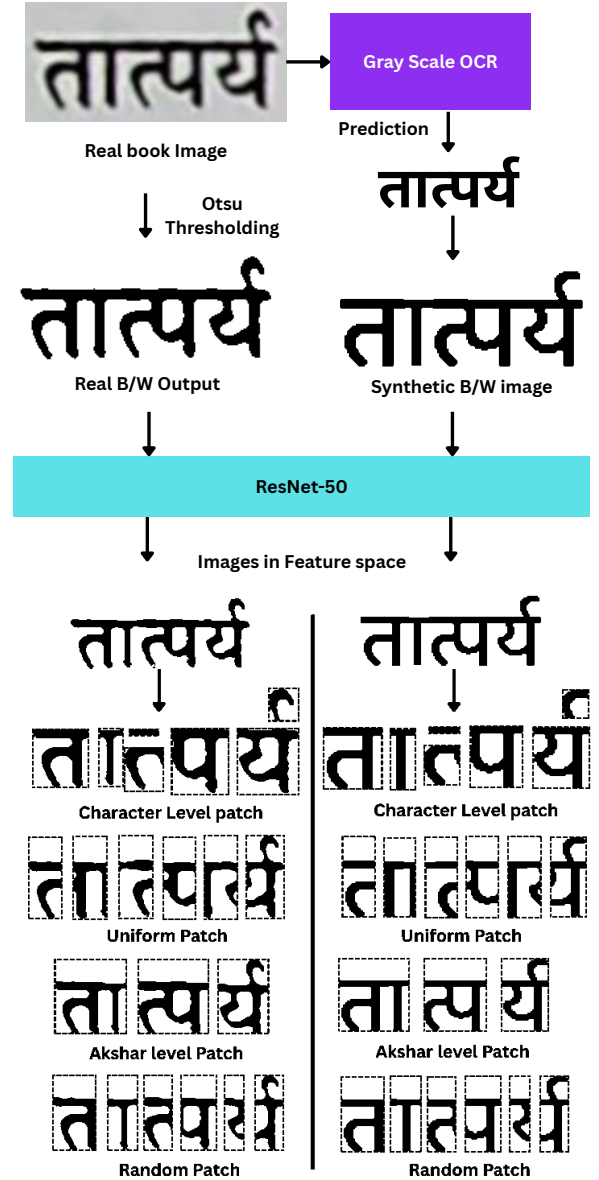 तात्पर्य
Gray Scale OCR
Real book Image
Prediction
तात्पर्य
Otsu
Thresholding
तात्पर्य
तात्पर्य
Real B/W Output
Synthetic B/W image
ResNet-50
Images in Feature space
तात्पर्य
तात्पर्य
Character Level patch
Character Level patch
Uniform Patch
Uniform Patch
Akshar level Patch
Akshar level Patch
Random Patch
Random Patch